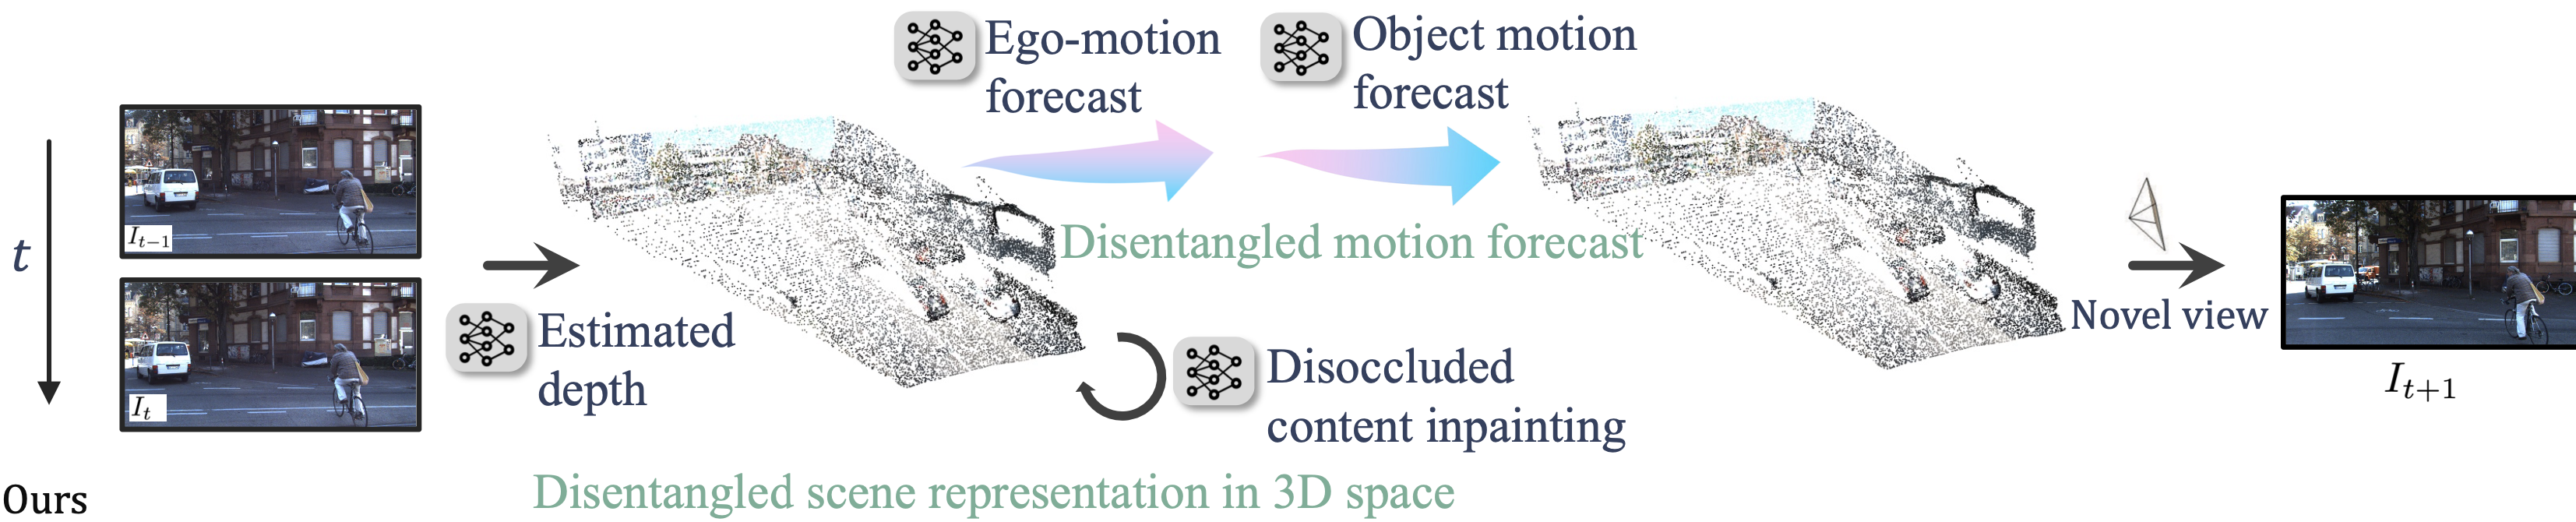 Ego-motion
forecast
Object motion
forecast
t
I_{t-1}
I_t
Disentangled motion forecast
Estimated
depth
Disoccluded
content inpainting
Novel view
I_{t+1}
Disentangled scene representation in 3D space
Ours